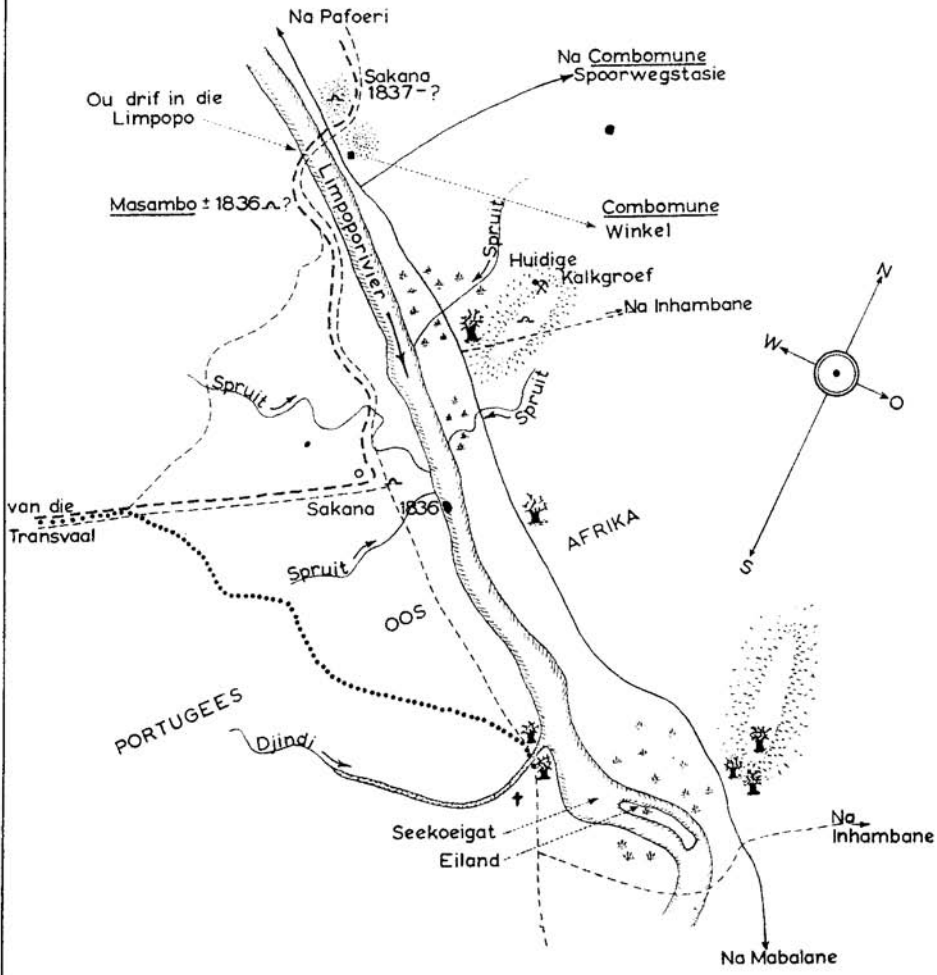 Na Pafoeri
Na Combomune
Spoorwegstasie
Sakana
1837-?
Ou drif in die
Limpopo
Limpoporivier
Masambo ± 1836 ?
Combomune
Winkel
Spruit
Huidige
Kalkgroef
Na Inhambane
N
W
O
S
Spruit
Spruit
van die
Transvaal
Sakana 1836
AFRIKA
Spruit
OOS
PORTUGEES
Djindi
Seekoeigat
Eiland
Na
Inhambane
Na Mabalane